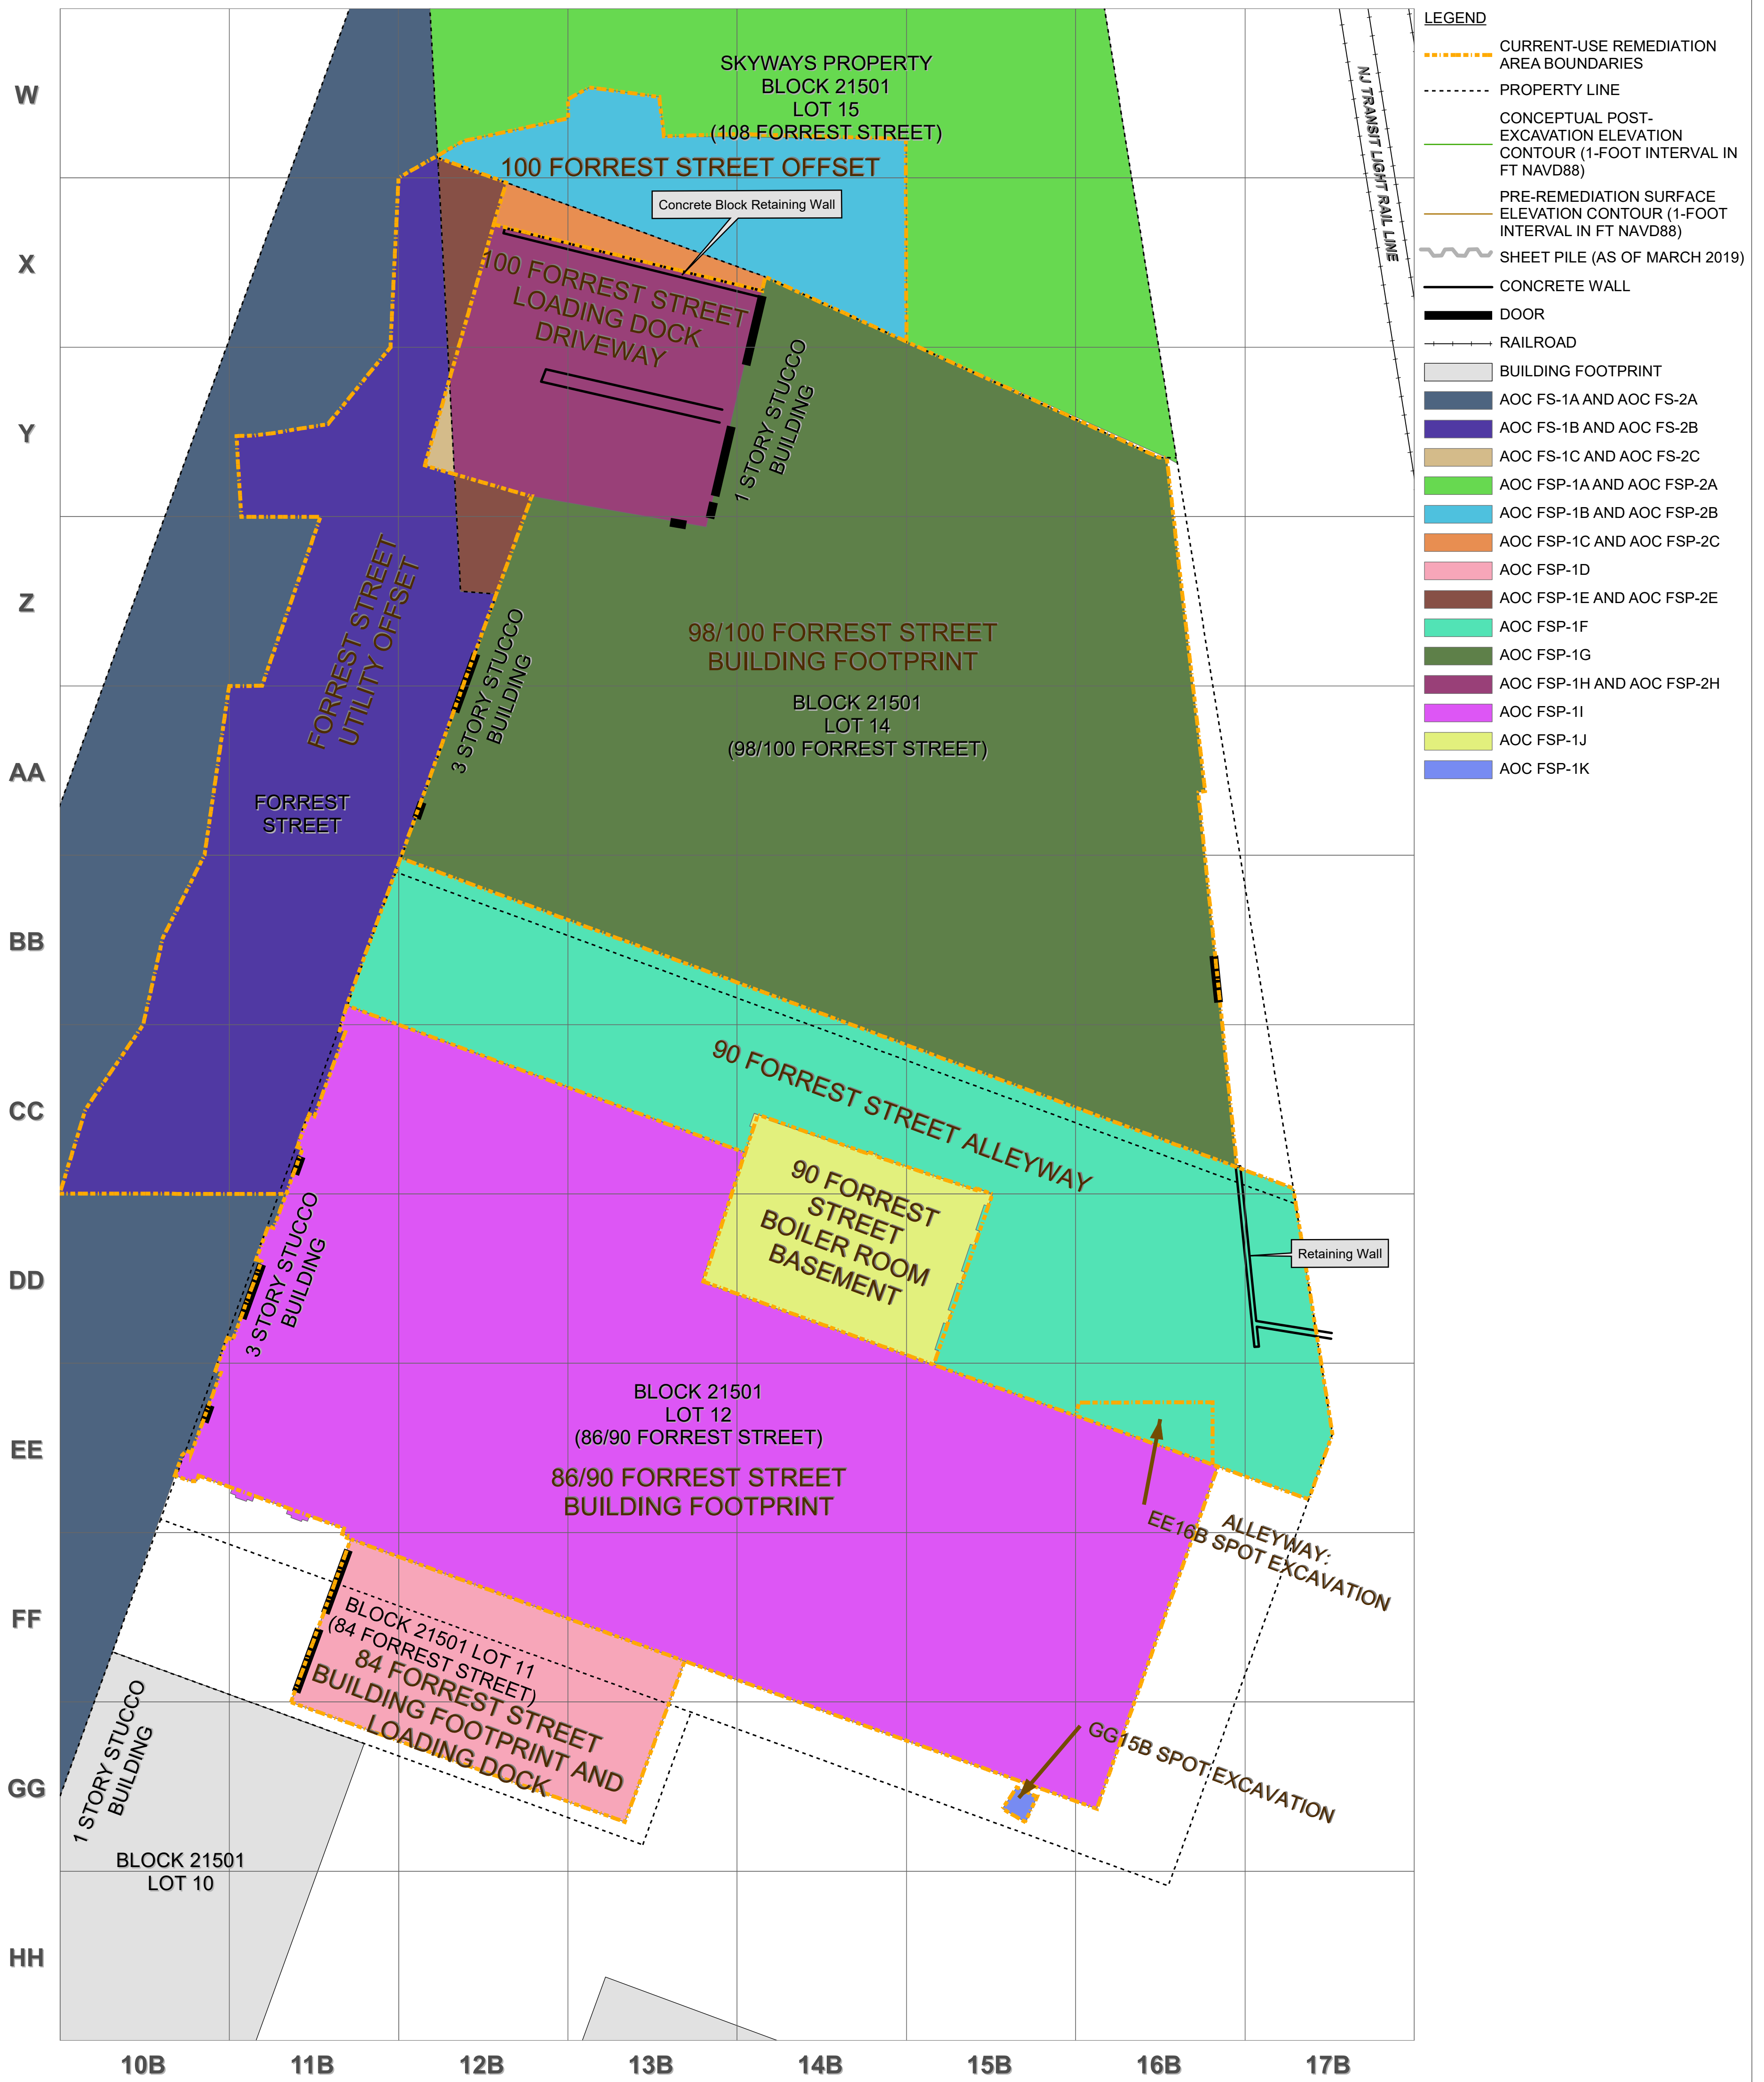 W
X
Y
Z
AA
BB
CC
DD
EE
FF
GG
HH
10B
11B
12B
13B
14B
15B
16B
17B
SKYWAYS PROPERTY
BLOCK 21501
LOT 15
(108 FORREST STREET)
100 FORREST STREET OFFSET
Concrete Block Retaining Wall
100 FORREST STREET
LOADING DOCK
DRIVEWAY
1 STORY STUCCO
BUILDING
NJ TRANSIT LIGHT RAIL LINE
FORREST STREET
UTILITY OFFSET
3 STORY STUCCO
BUILDING
98/100 FORREST STREET
BUILDING FOOTPRINT
BLOCK 21501
LOT 14
(98/100 FORREST STREET)
FORREST
STREET
90 FORREST STREET ALLEYWAY
90 FORREST
STREET
BOILER ROOM
BASEMENT
Retaining Wall
3 STORY STUCCO
BUILDING
BLOCK 21501
LOT 12
(86/90 FORREST STREET)
86/90 FORREST STREET
BUILDING FOOTPRINT
ALLEYWAY:
EE16B SPOT EXCAVATION
BLOCK 21501 LOT 11
(84 FORREST STREET)
84 FORREST STREET
BUILDING FOOTPRINT AND
LOADING DOCK
GG15B SPOT EXCAVATION
1 STORY STUCCO
BUILDING
BLOCK 21501
LOT 10
LEGEND
CURRENT-USE REMEDIATION
AREA BOUNDARIES
PROPERTY LINE
CONCEPTUAL POST-
EXCAVATION ELEVATION
CONTOUR (1-FOOT INTERVAL IN
FT NAVD88)
PRE-REMEDIATION SURFACE
ELEVATION CONTOUR (1-FOOT
INTERVAL IN FT NAVD88)
SHEET PILE (AS OF MARCH 2019)
CONCRETE WALL
DOOR
RAILROAD
BUILDING FOOTPRINT
AOC FS-1A AND AOC FS-2A
AOC FS-1B AND AOC FS-2B
AOC FS-1C AND AOC FS-2C
AOC FSP-1A AND AOC FSP-2A
AOC FSP-1B AND AOC FSP-2B
AOC FSP-1C AND AOC FSP-2C
AOC FSP-1D
AOC FSP-1E AND AOC FSP-2E
AOC FSP-1F
AOC FSP-1G
AOC FSP-1H AND AOC FSP-2H
AOC FSP-1I
AOC FSP-1J
AOC FSP-1K